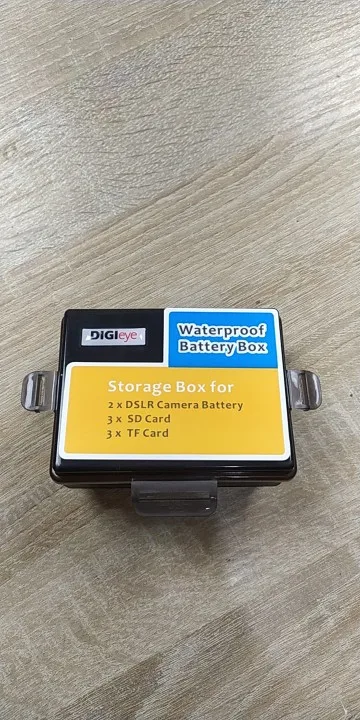 DiGIeye
Waterproof
Battery Box
Storage Box for
2 x DSLR Camera Battery
3 x SD Card
3 x TF Card